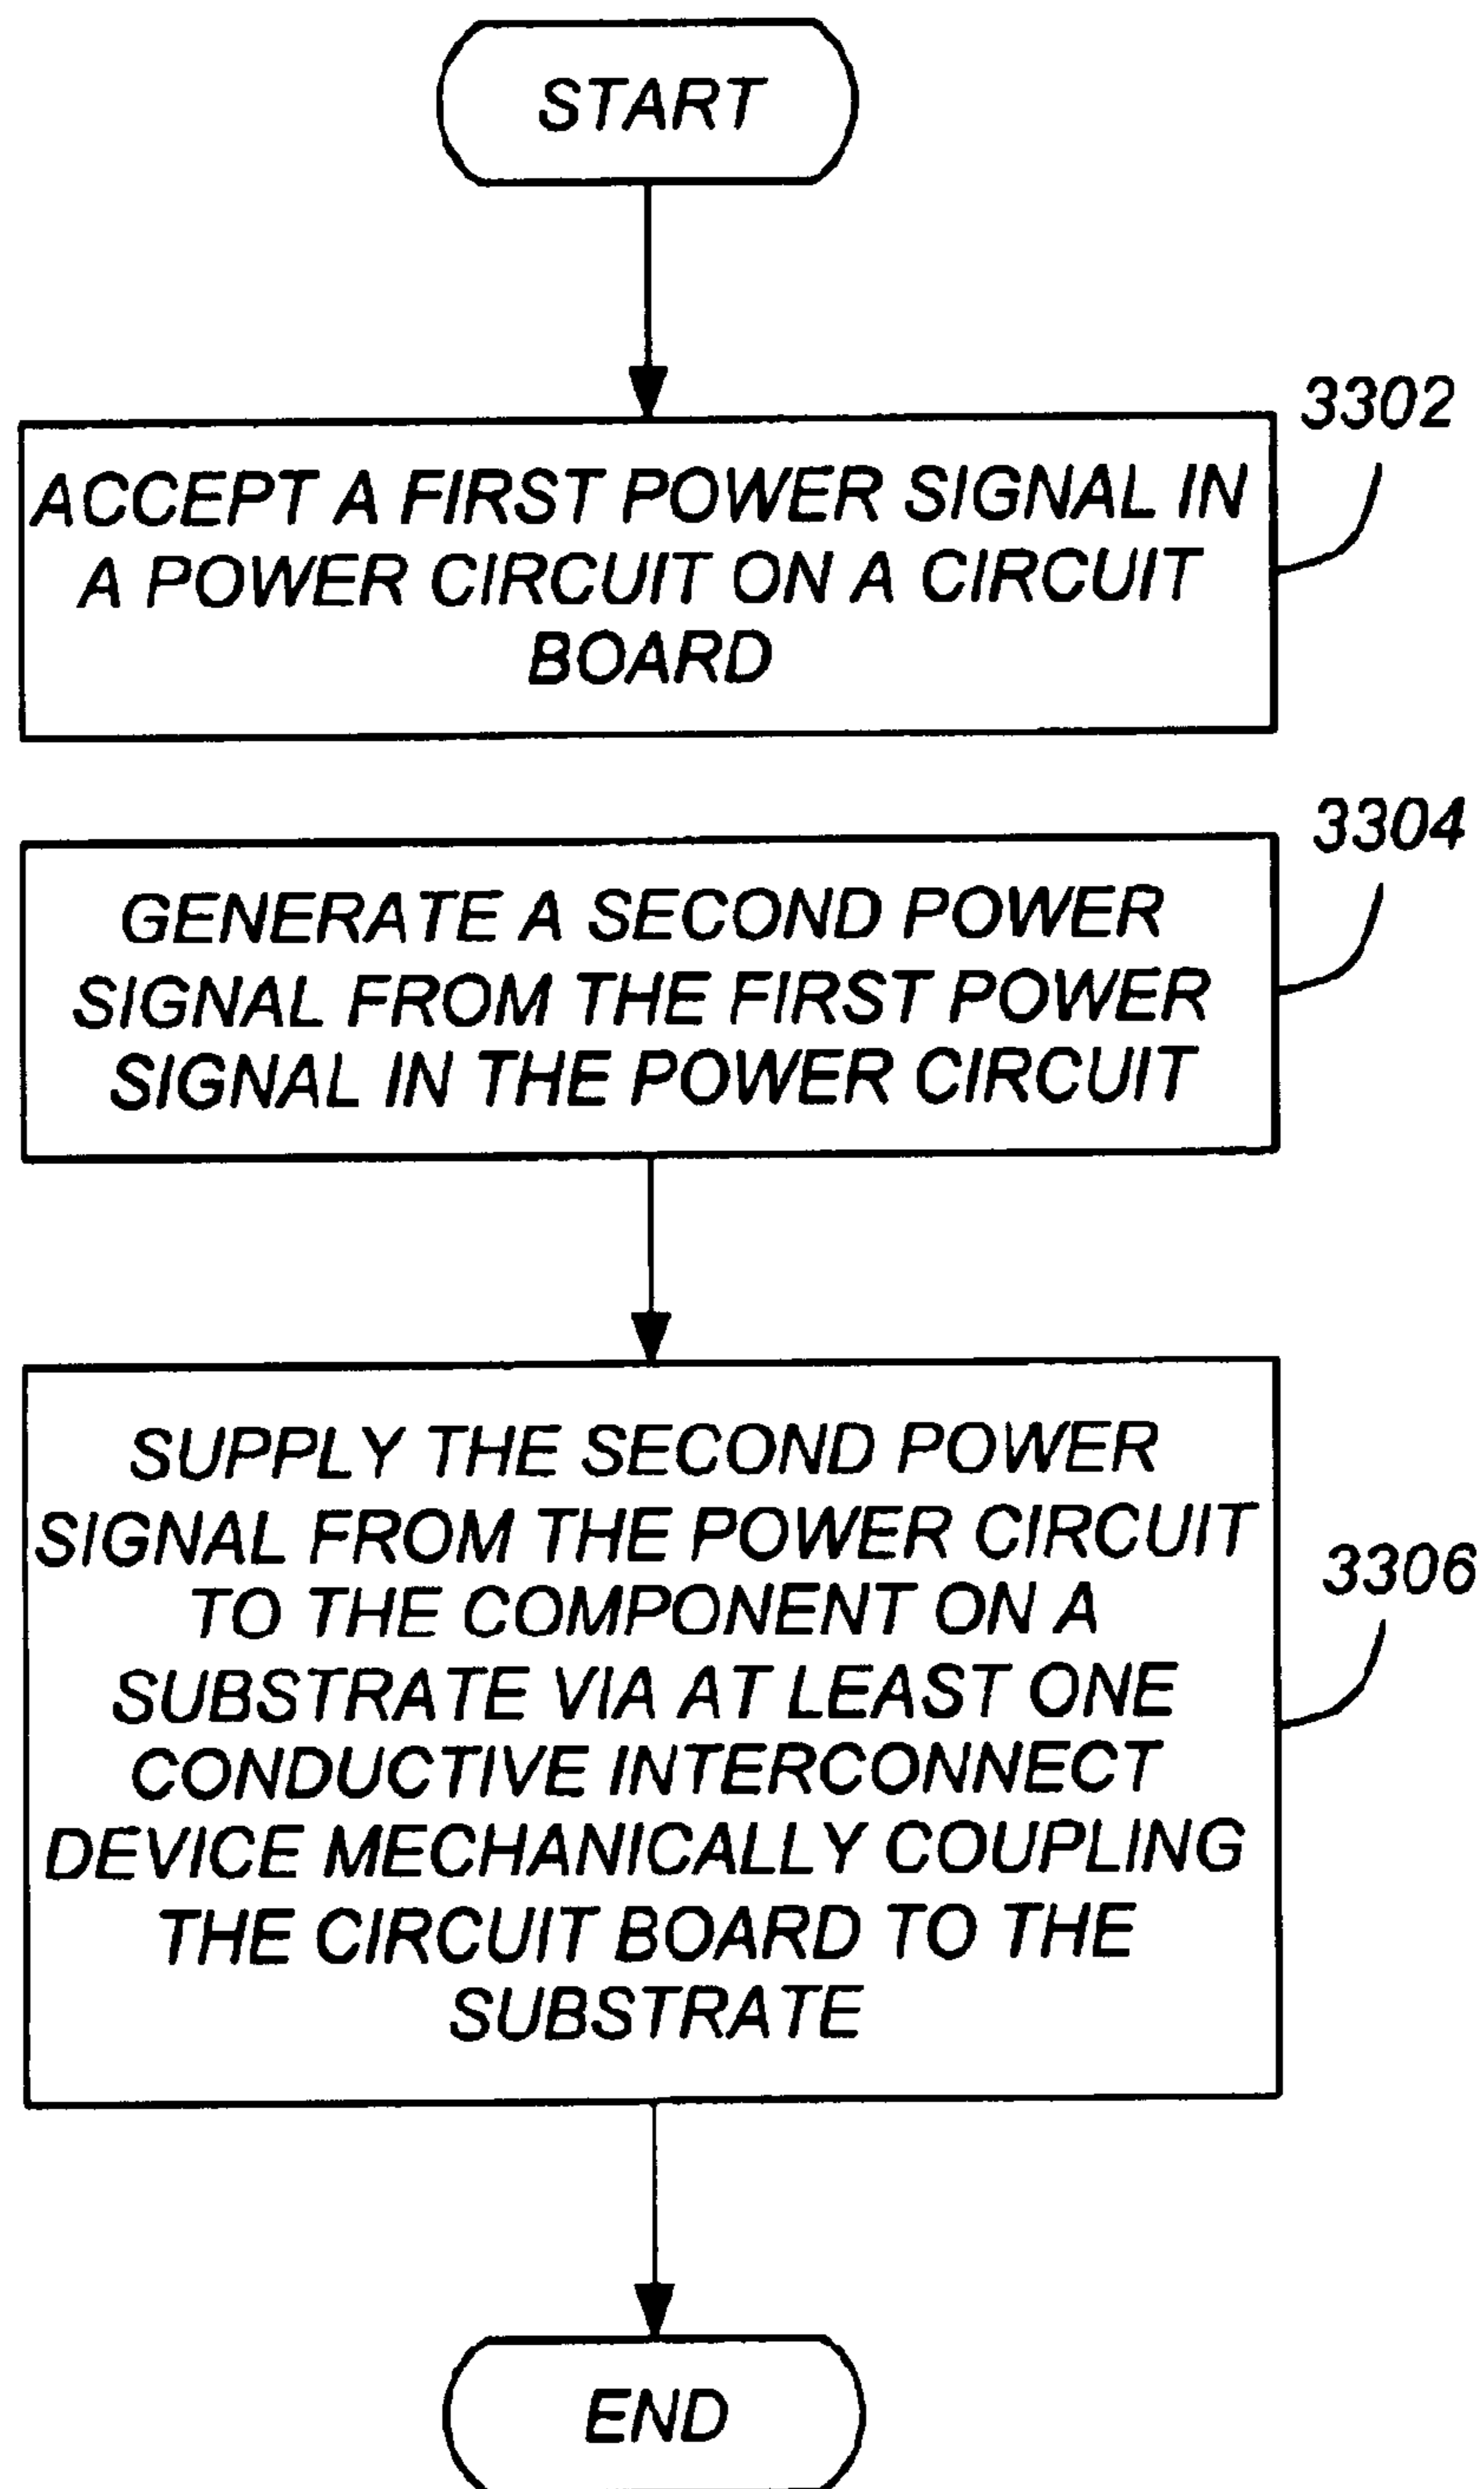 START
3302
ACCEPT A FIRST POWER SIGNAL IN
A POWER CIRCUIT ON A CIRCUIT
BOARD
3304
GENERATE A SECOND POWER
SIGNAL FROM THE FIRST POWER
SIGNAL IN THE POWER CIRCUIT
SUPPLY THE SECOND POWER
SIGNAL FROM THE POWER CIRCUIT
3306
TO THE COMPONENT ON A
SUBSTRATE VIA AT LEAST ONE
CONDUCTIVE INTERCONNECT
DEVICE MECHANICALLY COUPLING
THE CIRCUIT BOARD TO THE
SUBSTRATE
END